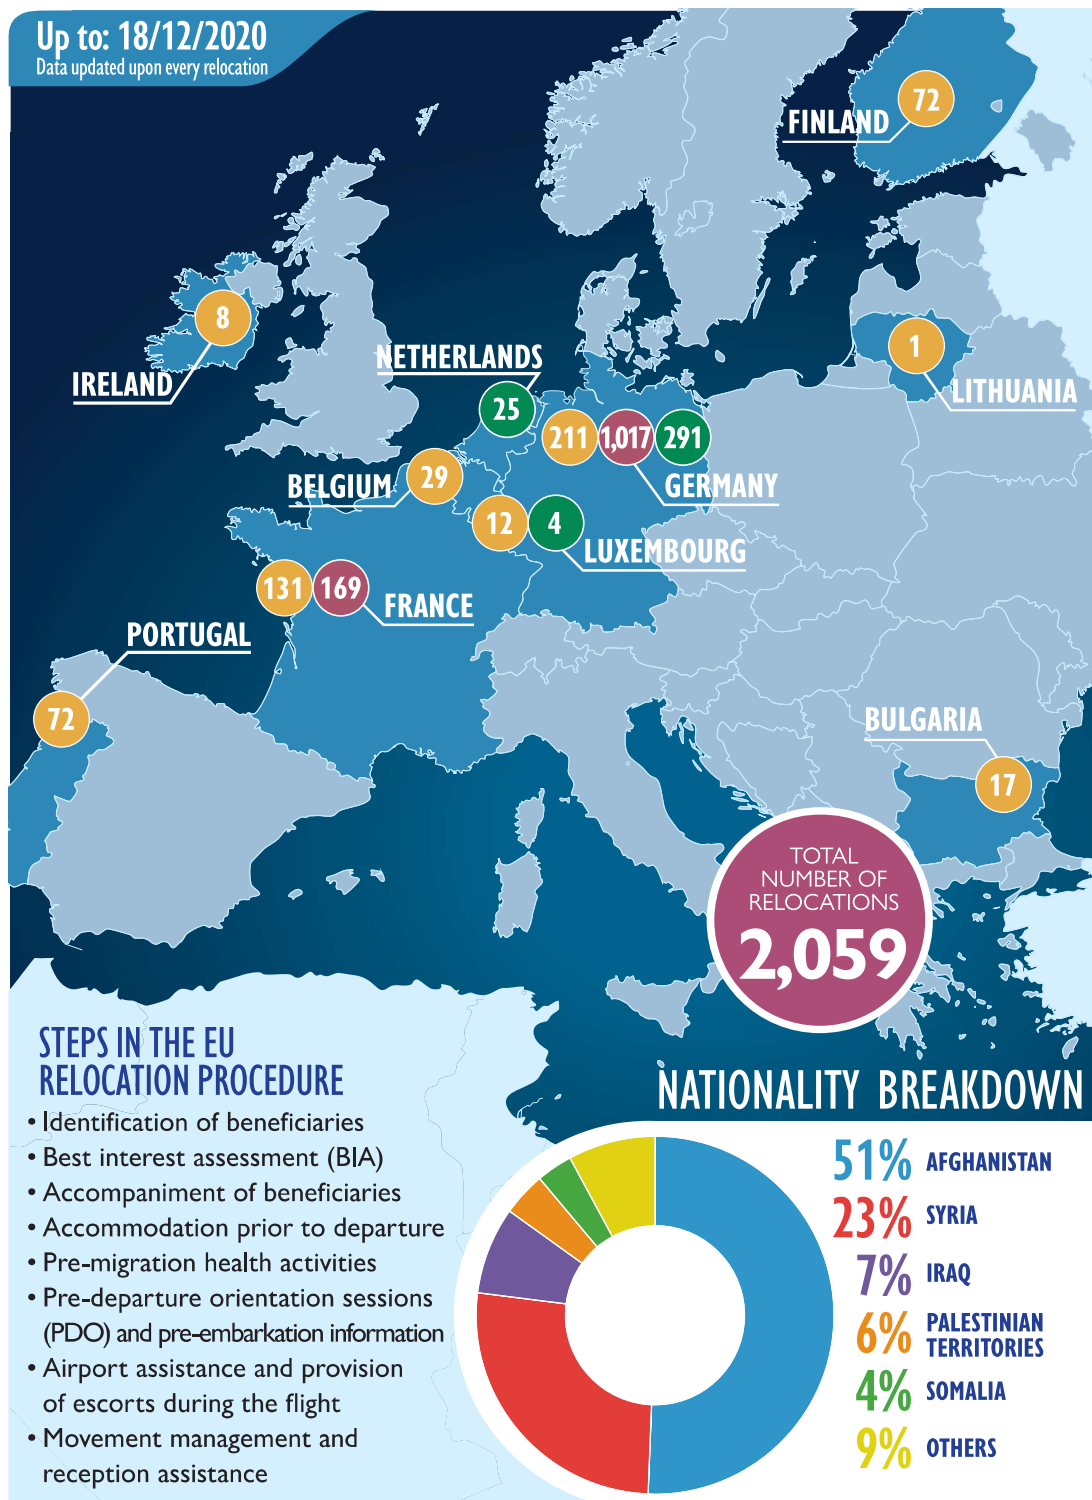 Up to: 18/12/2020
Data updated upon every relocation
72
FINLAND
8
IRELAND
NETHERLANDS
25
1
LITHUANIA
211
1,017
291
GERMANY
BELGIUM
29
12
4
LUXEMBOURG
131
169
FRANCE
PORTUGAL
72
BULGARIA
17
TOTAL
NUMBER OF
RELOCATIONS
2,059
STEPS IN THE EU
RELOCATION PROCEDURE
• Identification of beneficiaries
• Best interest assessment (BIA)
• Accompaniment of beneficiaries
• Accommodation prior to departure
• Pre-migration health activities
• Pre-departure orientation sessions
(PDO) and pre-embarkation information
• Airport assistance and provision
of escorts during the flight
• Movement management and
reception assistance
NATIONALITY BREAKDOWN
51% AFGHANISTAN
23% SYRIA
7% IRAQ
6% PALESTINIAN
TERRITORIES
4% SOMALIA
9% OTHERS